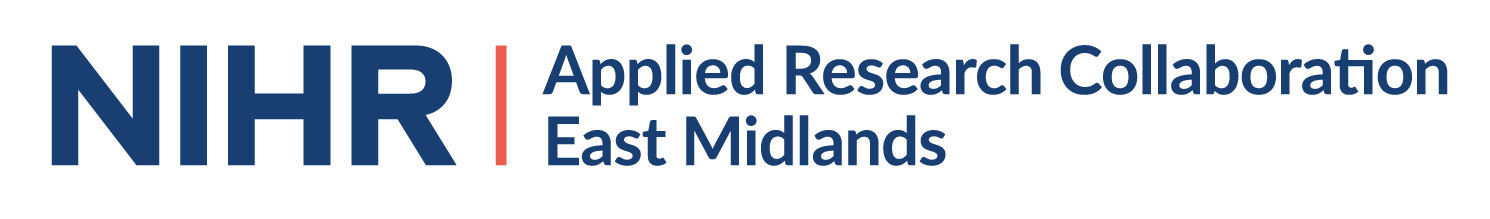 NIHR
Applied Research Collaboration
East Midlands